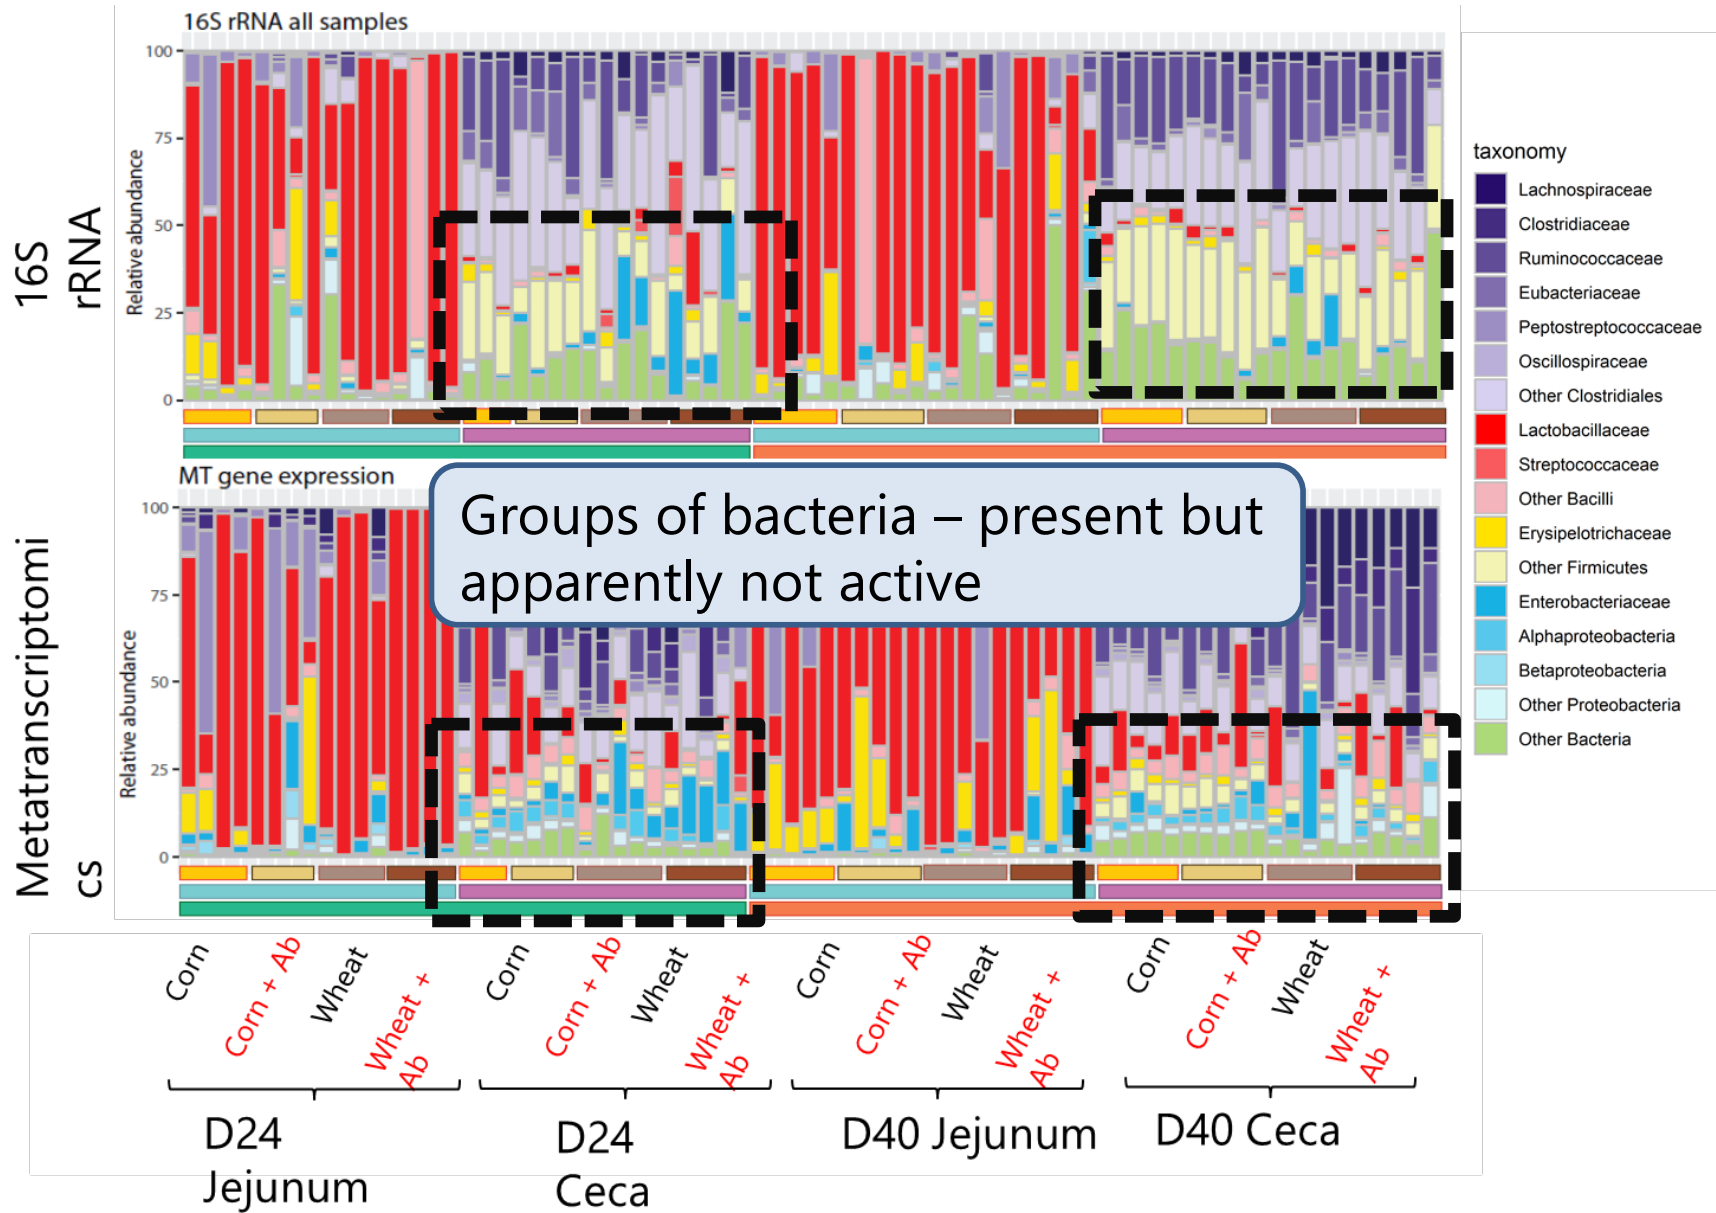 16S rRNA all samples
16S
rRNA
Relative abundance
100
75
50
25
0
MT gene expression
Metatranscriptomi
cs
Relative abundance
100
75
50
25
0
Groups of bacteria – present but
apparently not active
taxonomy
Lachnospiraceae
Clostridiaceae
Ruminococcaceae
Eubacteriaceae
Peptostreptococcaceae
Oscillospiraceae
Other Clostridiales
Lactobacillaceae
Streptococcaceae
Other Bacilli
Erysipelotrichaceae
Other Firmicutes
Enterobacteriaceae
Alphaproteobacteria
Betaproteobacteria
Other Proteobacteria
Other Bacteria
Corn
Corn + Ab
Wheat
Wheat +
Ab
Corn
Corn + Ab
Wheat
Wheat +
Ab
Corn
Corn + Ab
Wheat
Wheat +
Ab
Corn
Corn + Ab
Wheat
Wheat +
Ab
D24
Jejunum
D24
Ceca
D40 Jejunum
D40 Ceca